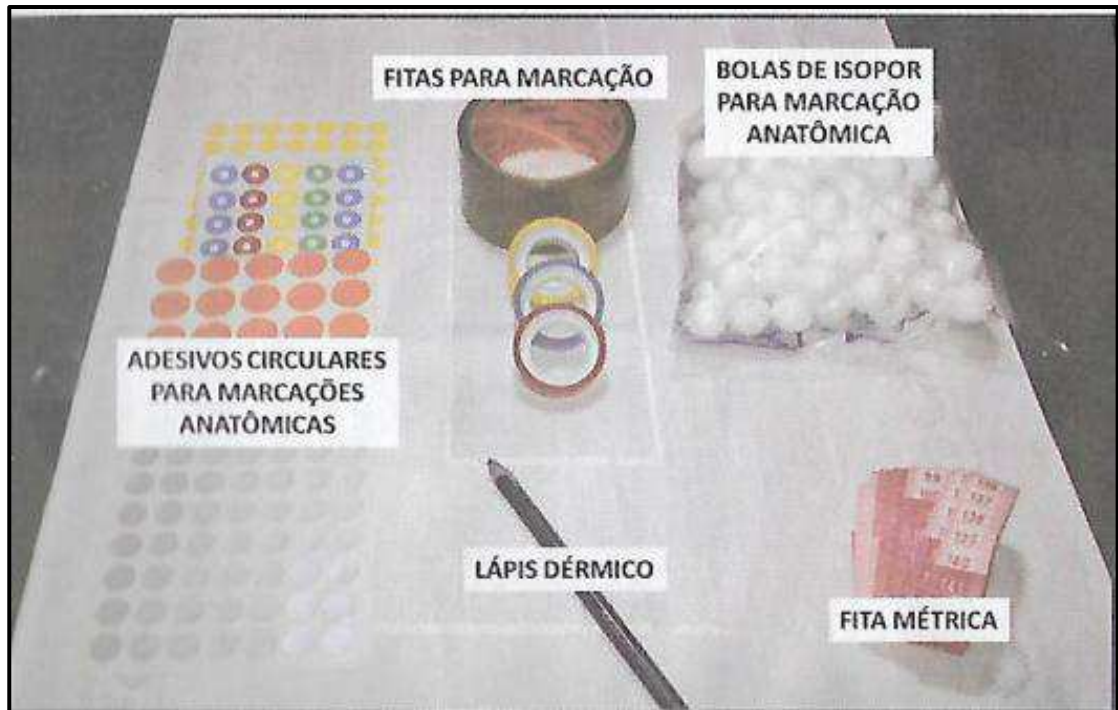 FITAS PARA MARCAÇÃO
BOLAS DE ISOPOR
PARA MARCAÇÃO
ANATÔMICA
ADESIVOS CIRCULARES
PARA MARCAÇÕES
ANATÔMICAS
LÁPIS DÉRMICO
FITA MÉTRICA